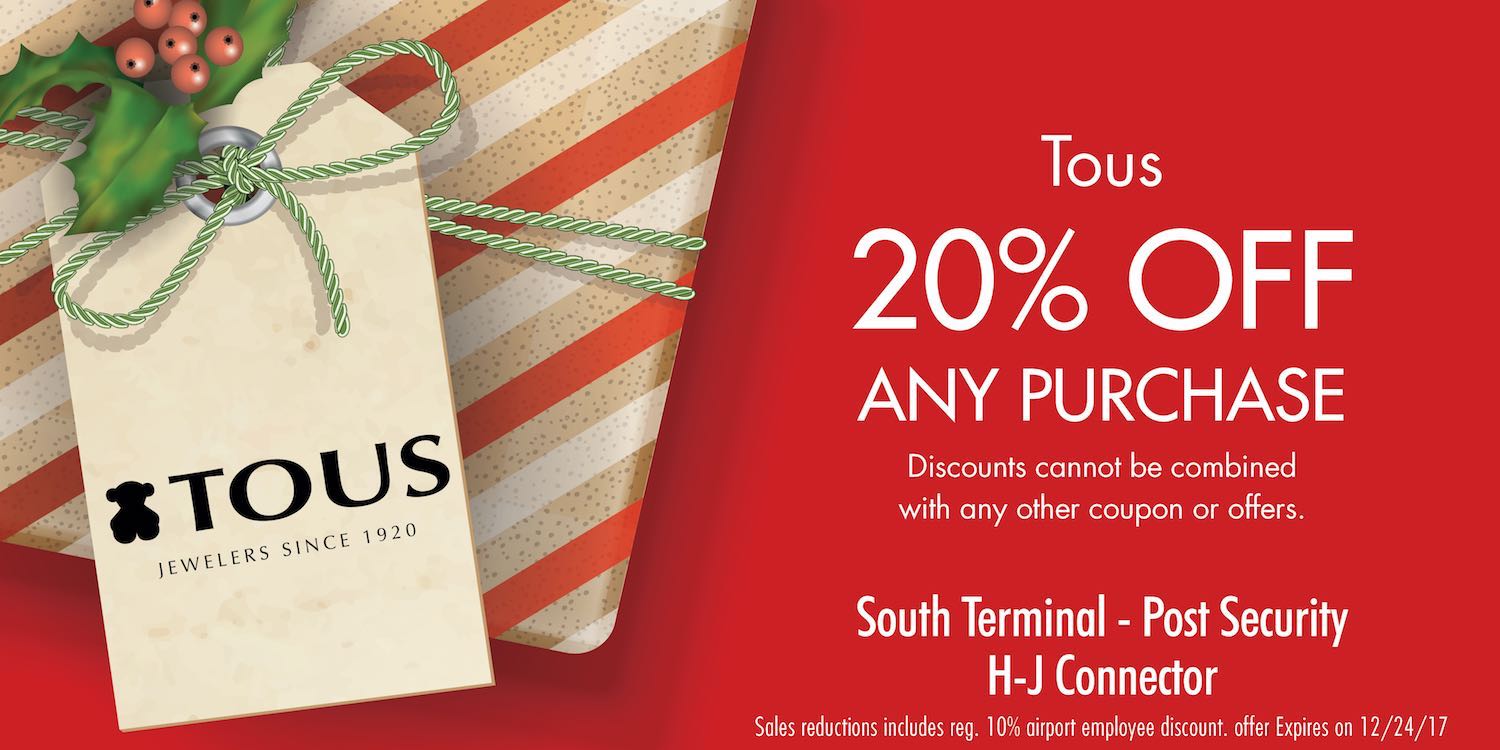 TOUS
JEWELERS SINCE 1920
Tous
20% OFF
ANY PURCHASE
Discounts cannot be combined
with any other coupon or offers.
South Terminal - Post Security
H-J Connector
Sales reductions includes reg. 10% airport employee discount. offer Expires on 12/24/17